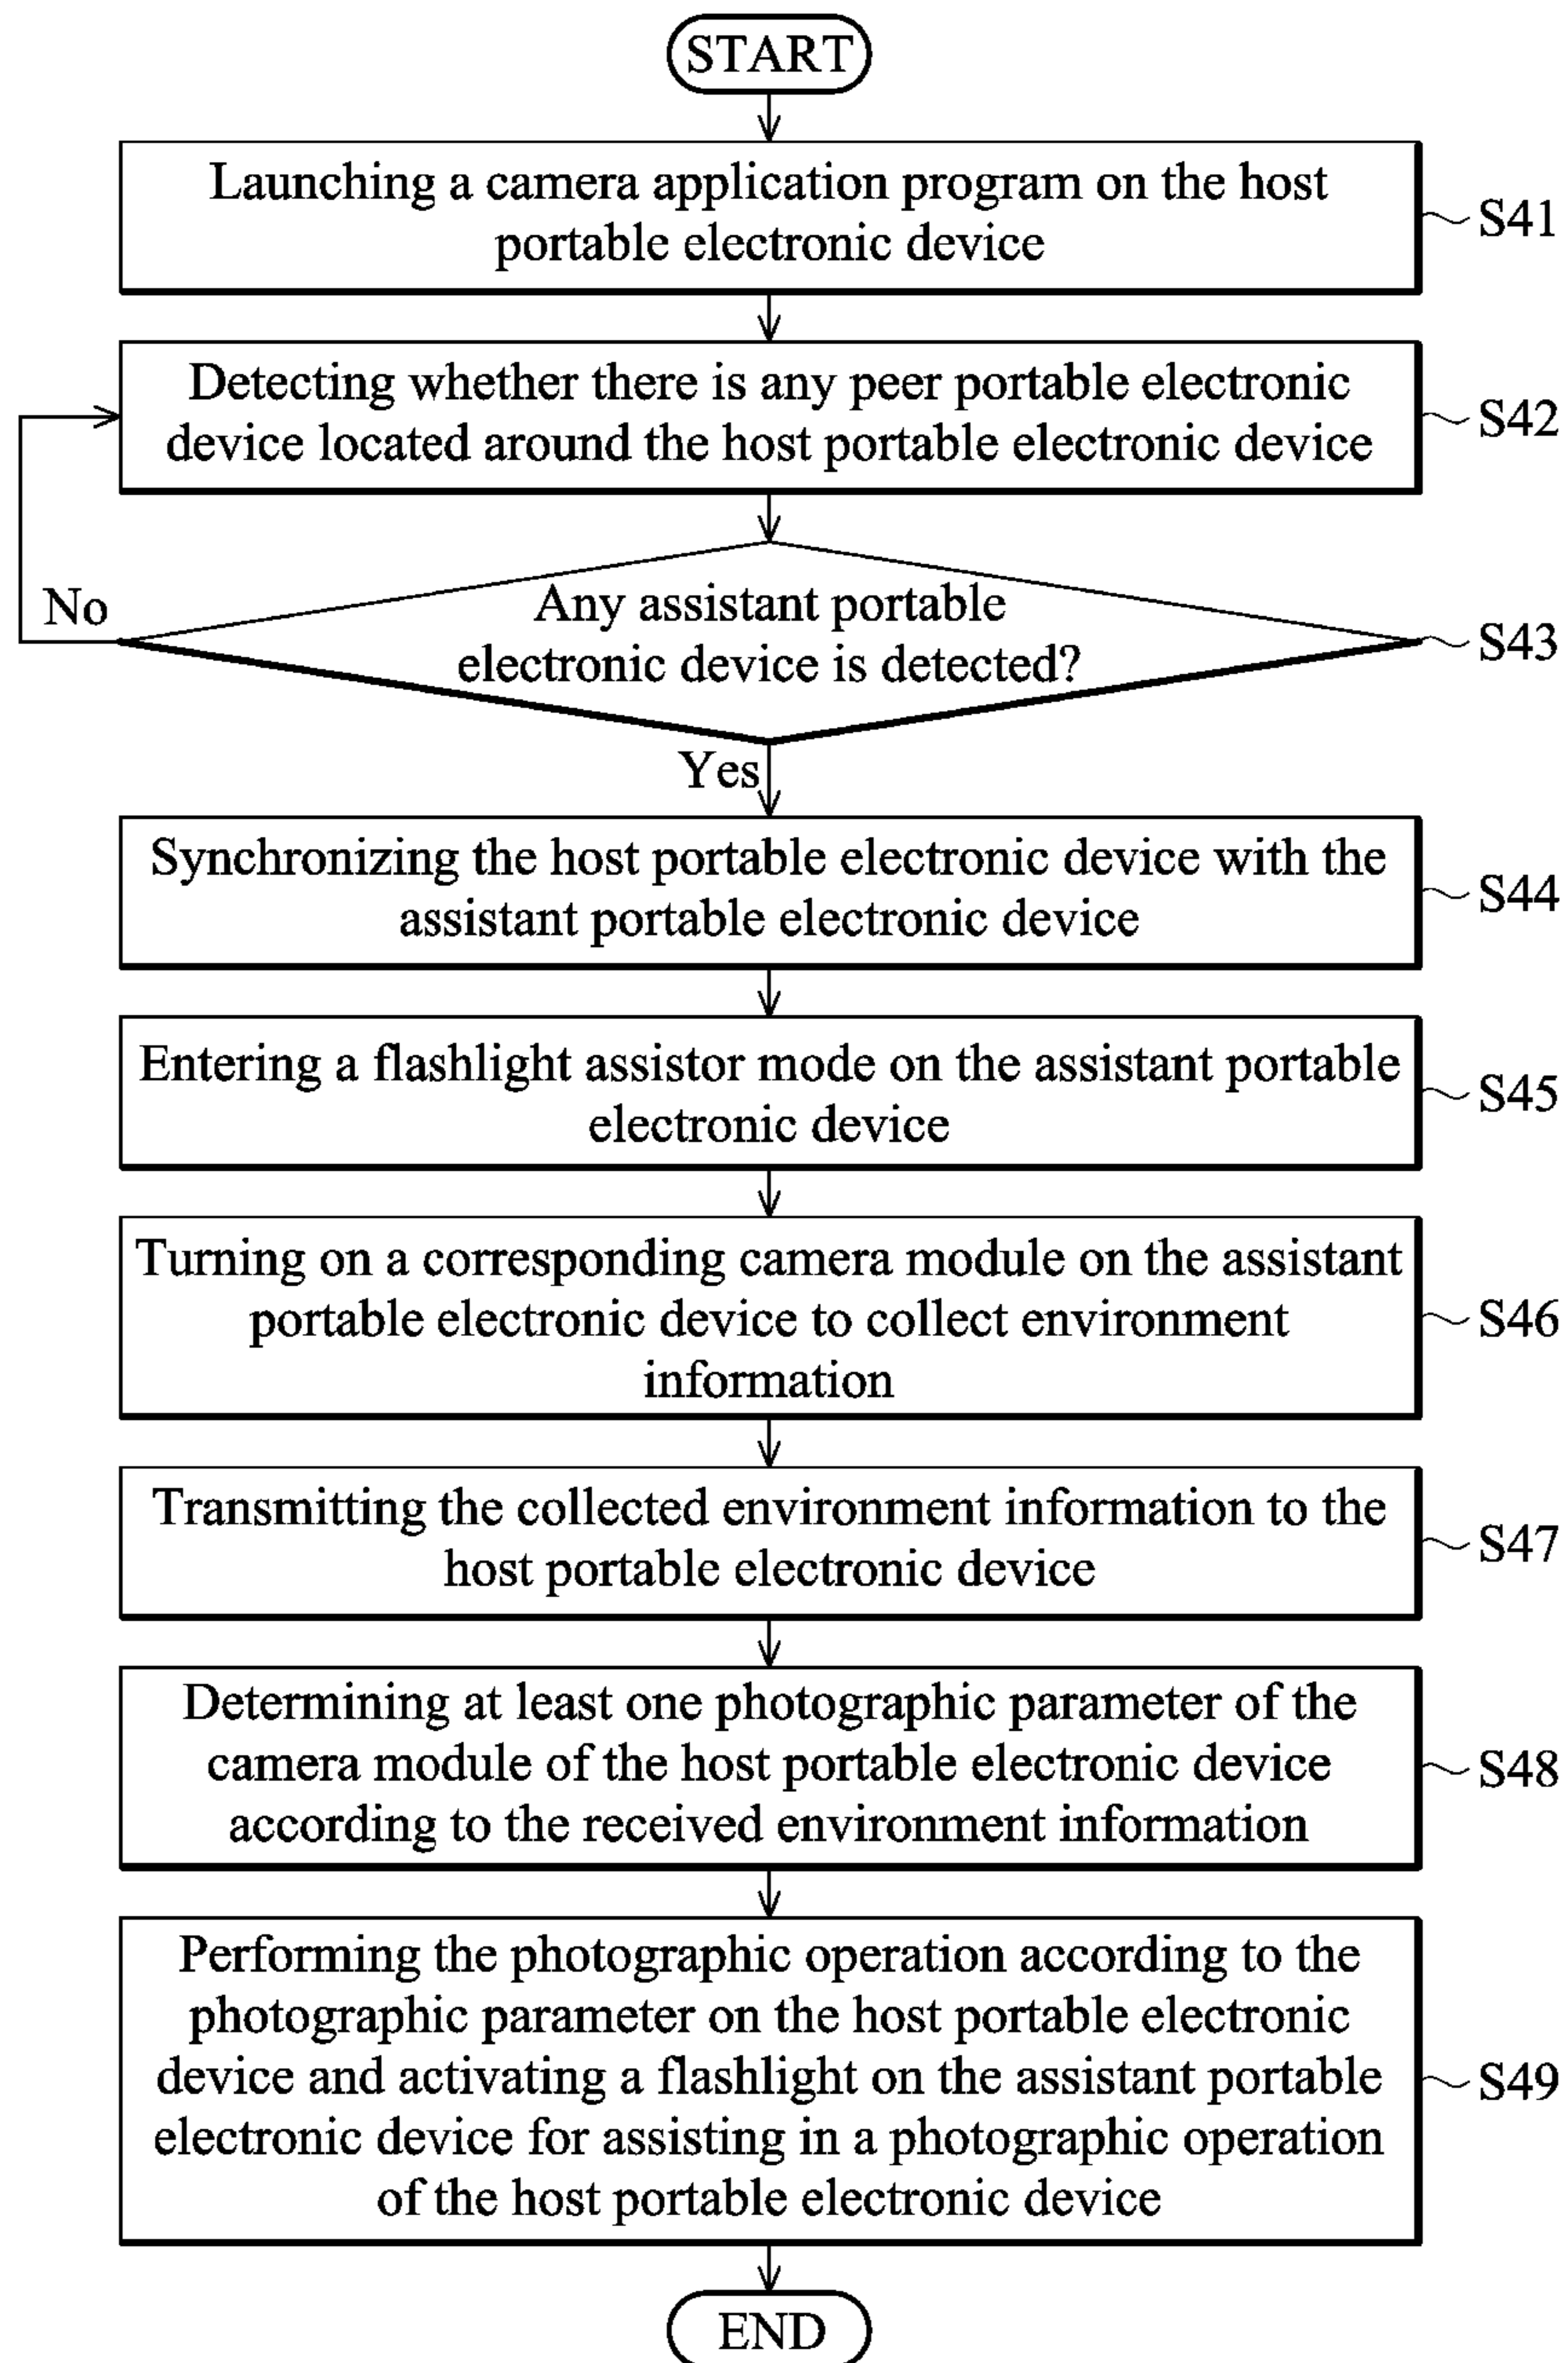 START
Launching a camera application program on the host
portable electronic device
S41
Detecting whether there is any peer portable electronic
device located around the host portable electronic device
S42
No
Any assistant portable
electronic device is detected?
S43
Yes
Synchronizing the host portable electronic device with the
assistant portable electronic device
S44
Entering a flashlight assistor mode on the assistant portable
electronic device
S45
Turning on a corresponding camera module on the assistant
portable electronic device to collect environment
information
S46
Transmitting the collected environment information to the
host portable electronic device
S47
Determining at least one photographic parameter of the
camera module of the host portable electronic device
according to the received environment information
S48
Performing the photographic operation according to the
photographic parameter on the host portable electronic
device and activating a flashlight on the assistant portable
electronic device for assisting in a photographic operation
of the host portable electronic device
S49
END